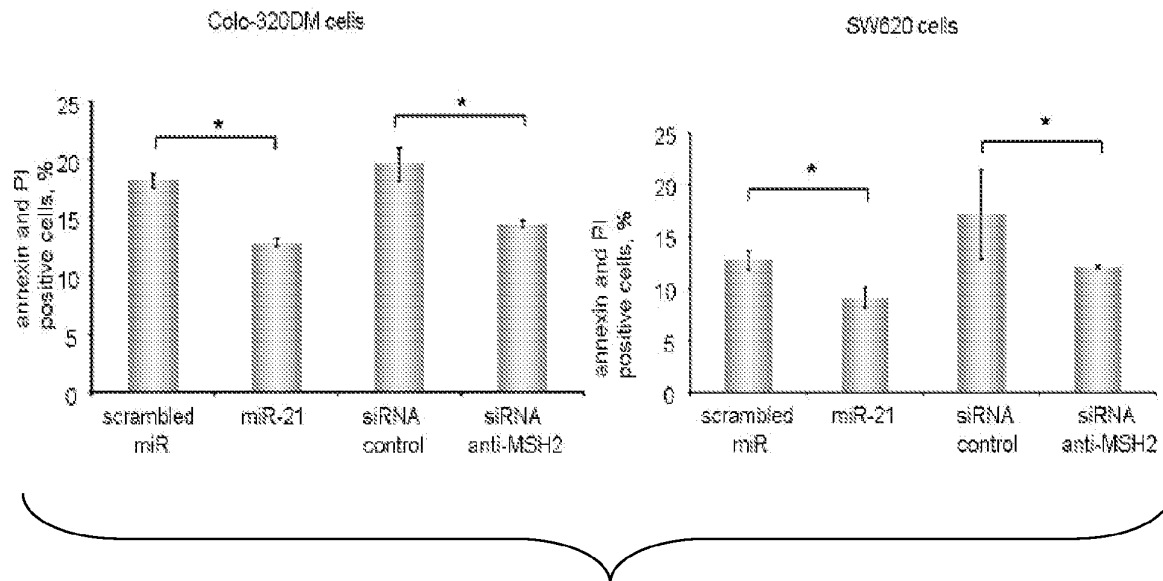 Colo-320DM cells
SW620 cells
annexin and PI
positive cells, %
25
20
15
10
5
0
*
*
scrambled
miR
miR-21
siRNA
control
siRNA
anti-MSH2
annexin and PI
positive cells, %
25
20
15
10
5
0
*
*
scrambled
miR
miR-21
siRNA
control
siRNA
anti-MSH2